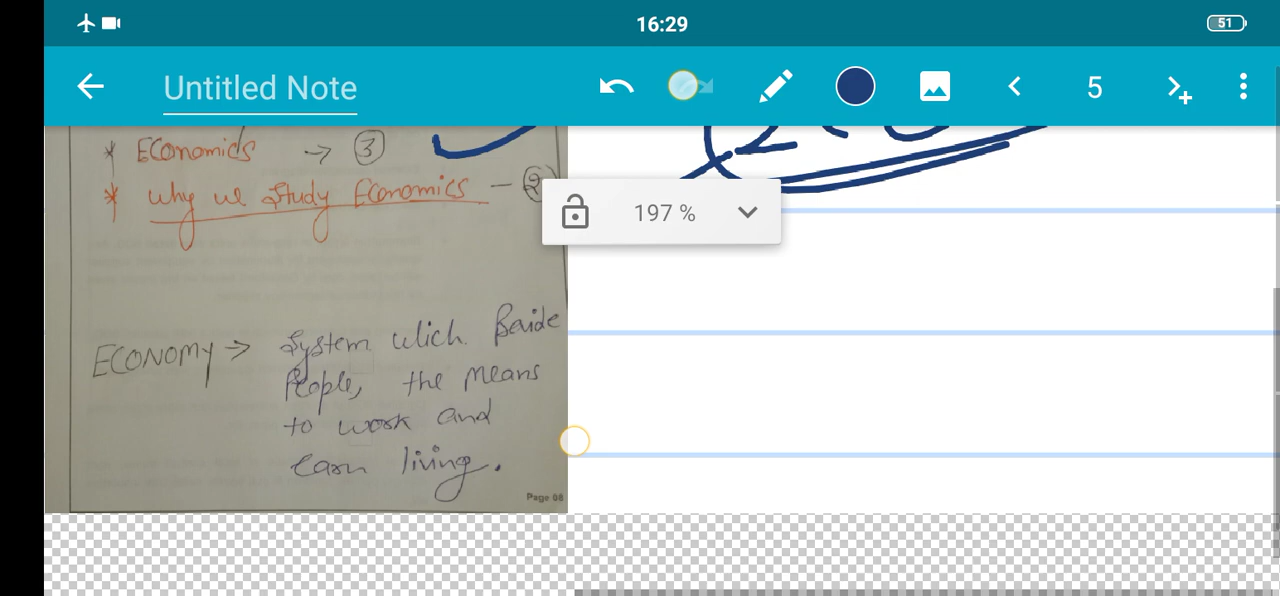 16:29
51
Untitled Note
5
* Economics → ③
* Why we Study Economics - ②
197 %
ECONOMY → System which
People, the means
to work and
earn living.
Page 08